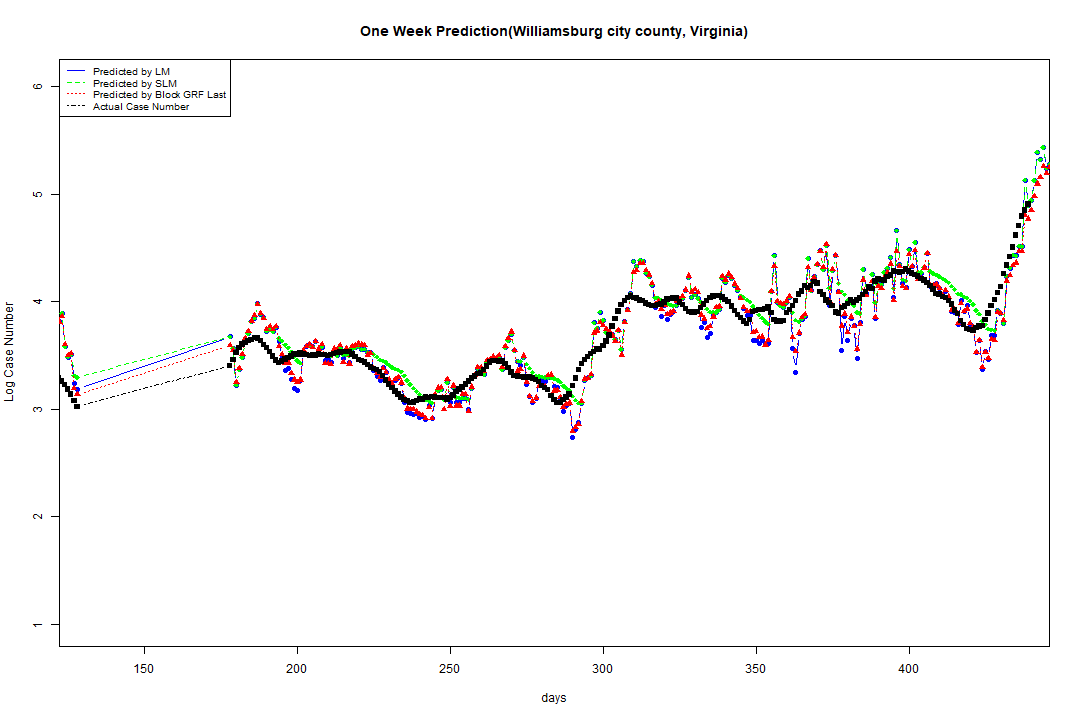 One Week Prediction(Williamsburg city county, Virginia)
Predicted by LM
Predicted by SLM
Predicted by Block GRF Last
Actual Case Number
Log Case Number
6
5
4
3
2
1
150 200 250 300 350 400
days